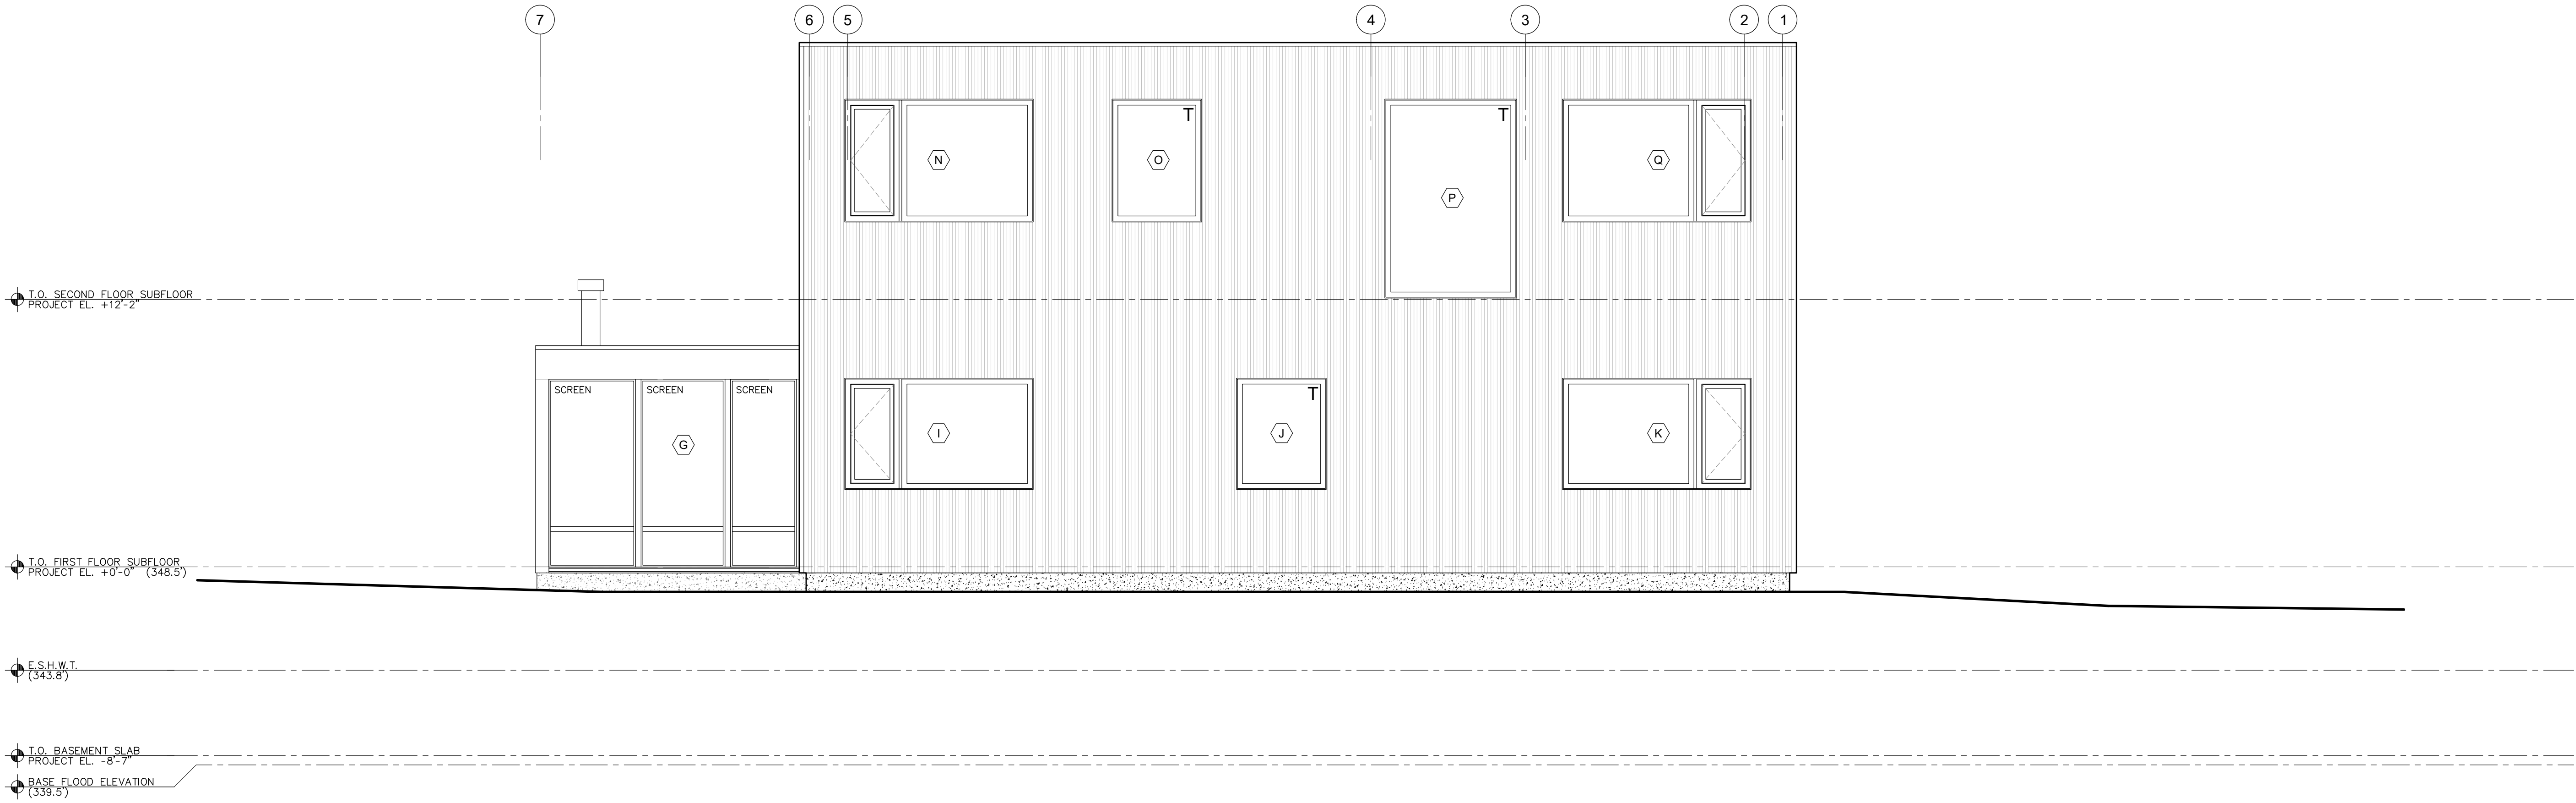 7
6
5
4
3
2
1
T
T
N
O
P
Q
T.O. SECOND FLOOR SUBFLOOR
PROJECT EL. +12'-2"
SCREEN
SCREEN
SCREEN
T
G
I
J
K
T.O. FIRST FLOOR SUBFLOOR
PROJECT EL. +0'-0" (348.5')
E.S.H.W.T.
(343.8')
T.O. BASEMENT SLAB
PROJECT EL. -8'-7"
BASE FLOOD ELEVATION
(339.5')